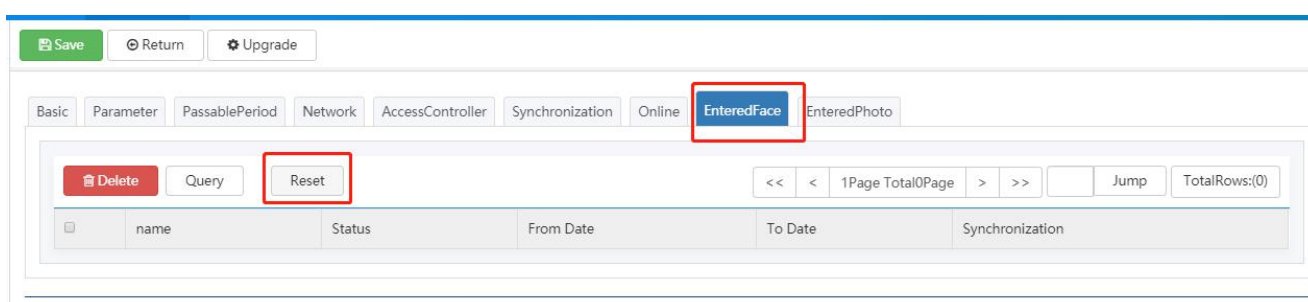 Save Return Upgrade
Basic Parameter PassablePeriod Network AccessController Synchronization Online EnteredFace EnteredPhoto
Delete Query Reset << < 1Page Total0Page > >> Jump TotalRows:(0)
name Status From Date To Date Synchronization